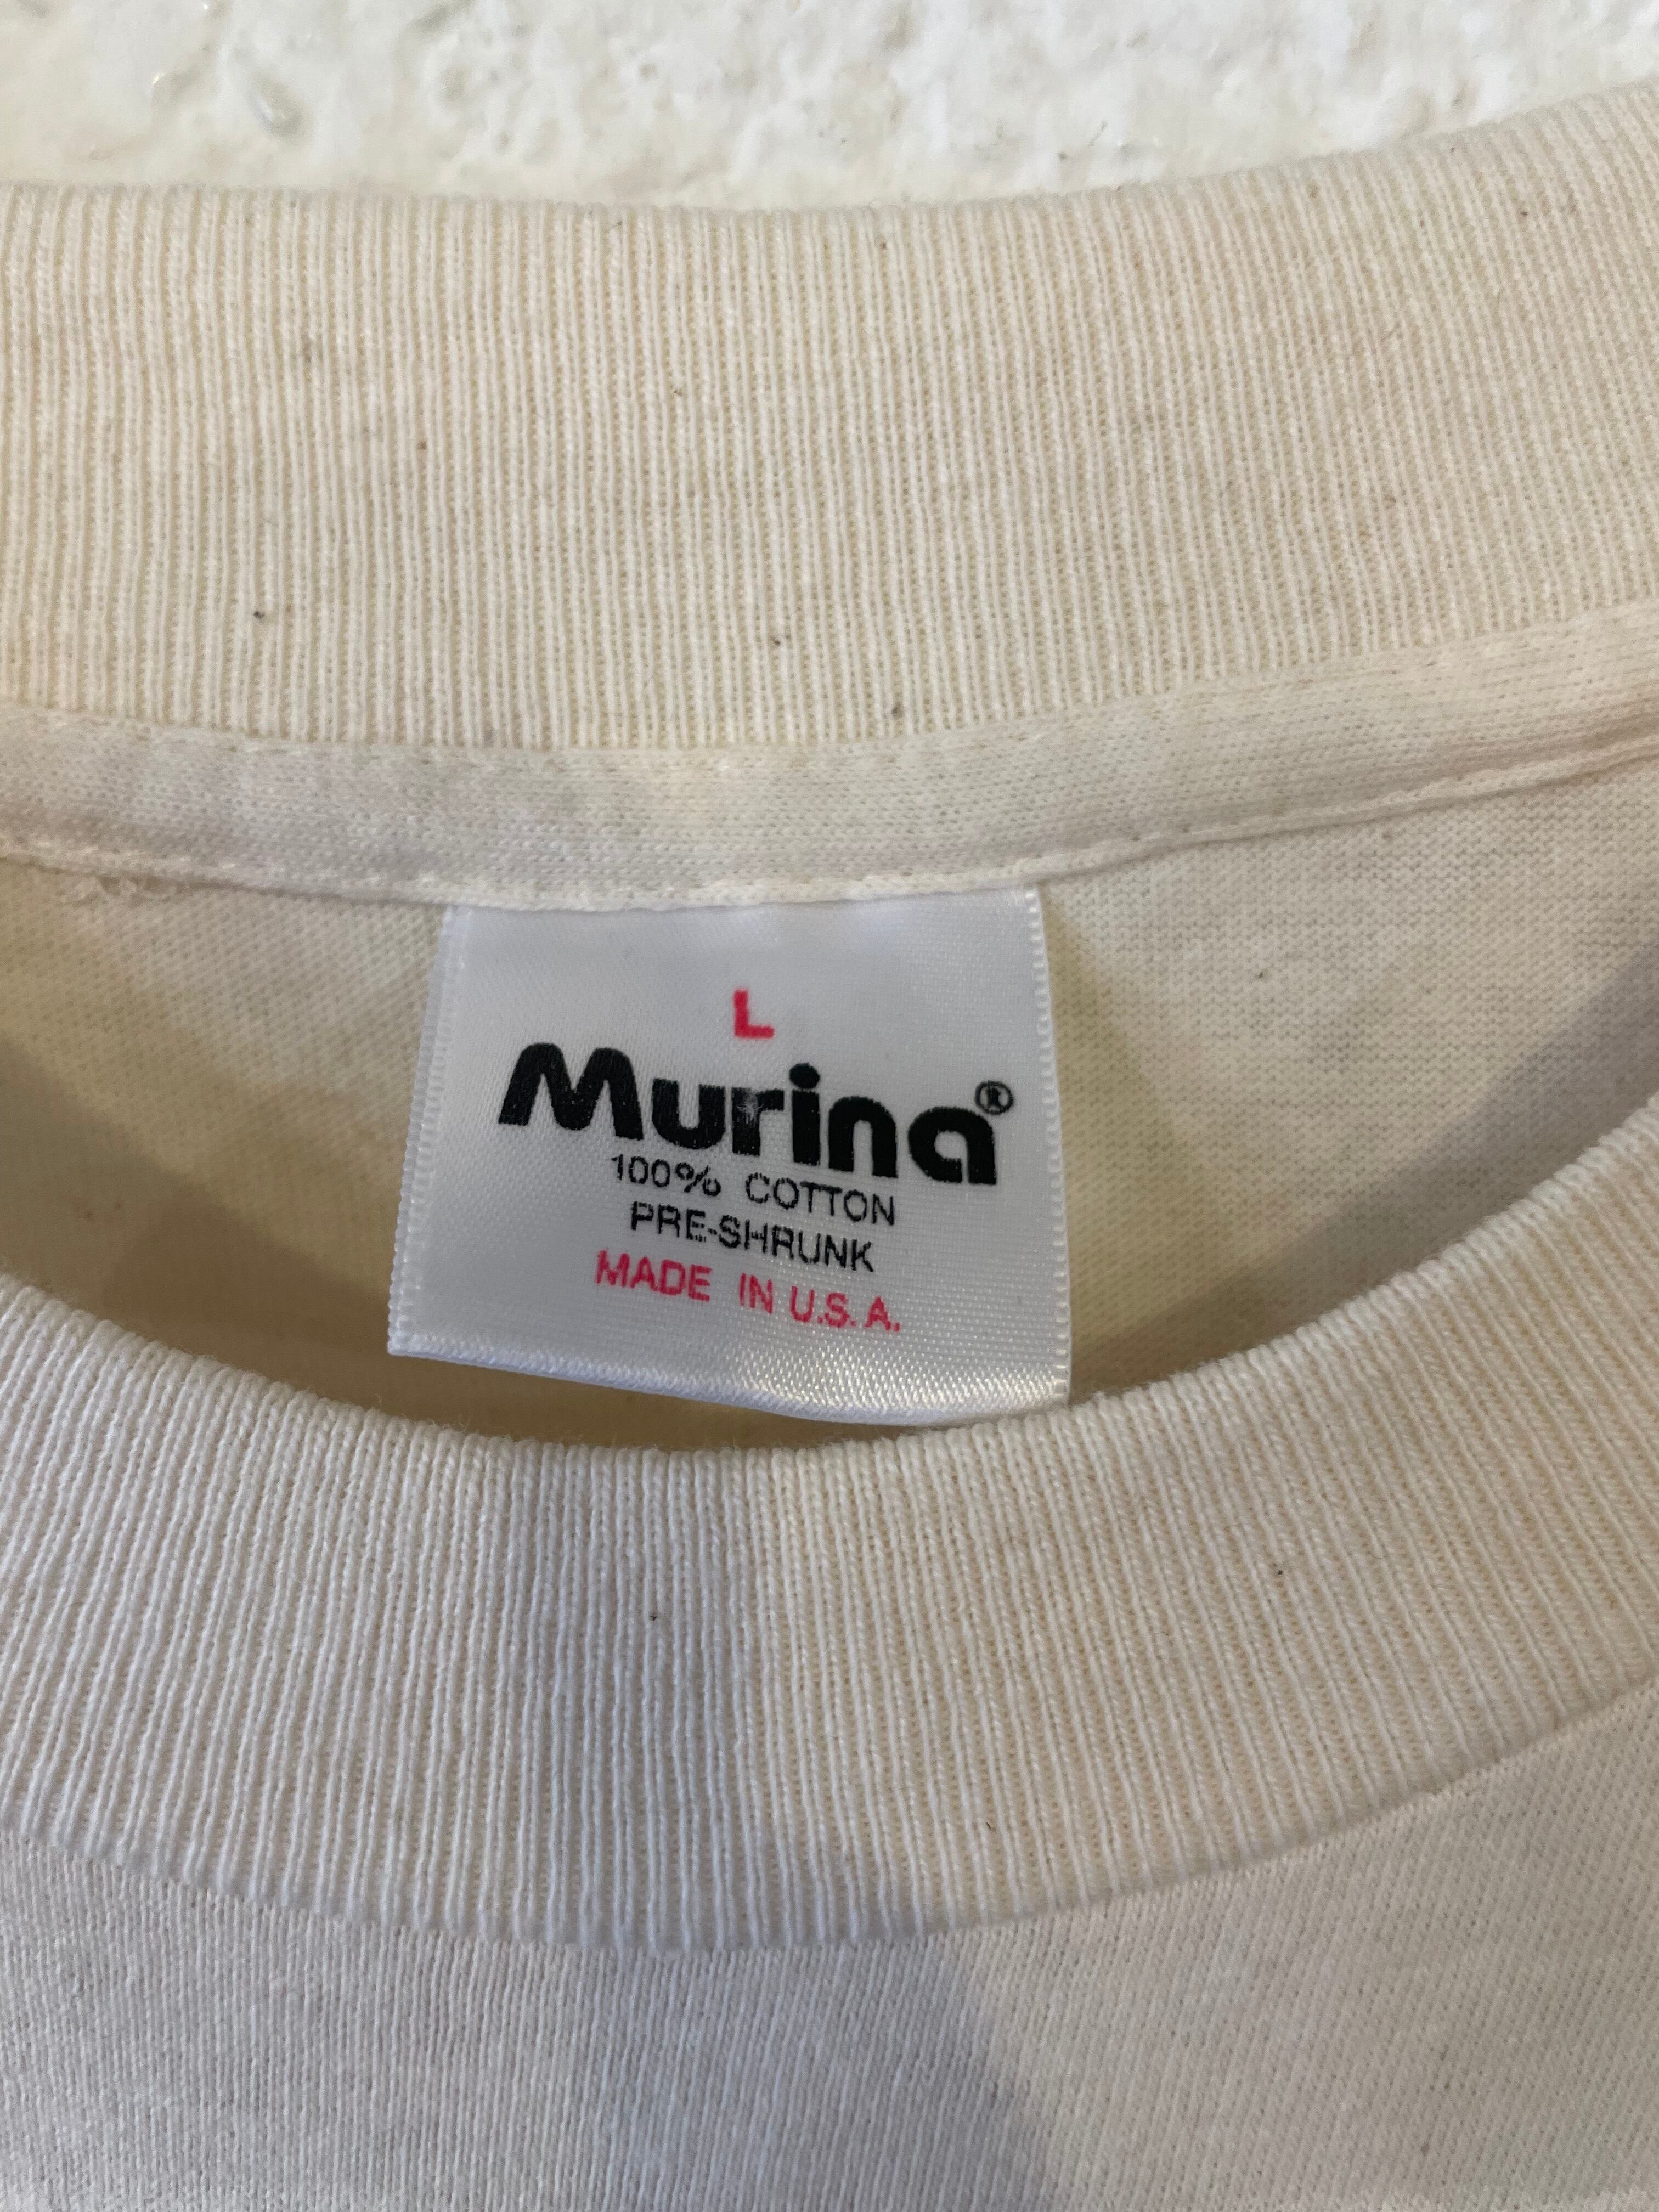 L
Murina®
100% COTTON
PRE-SHRUNK
MADE IN U.S.A.